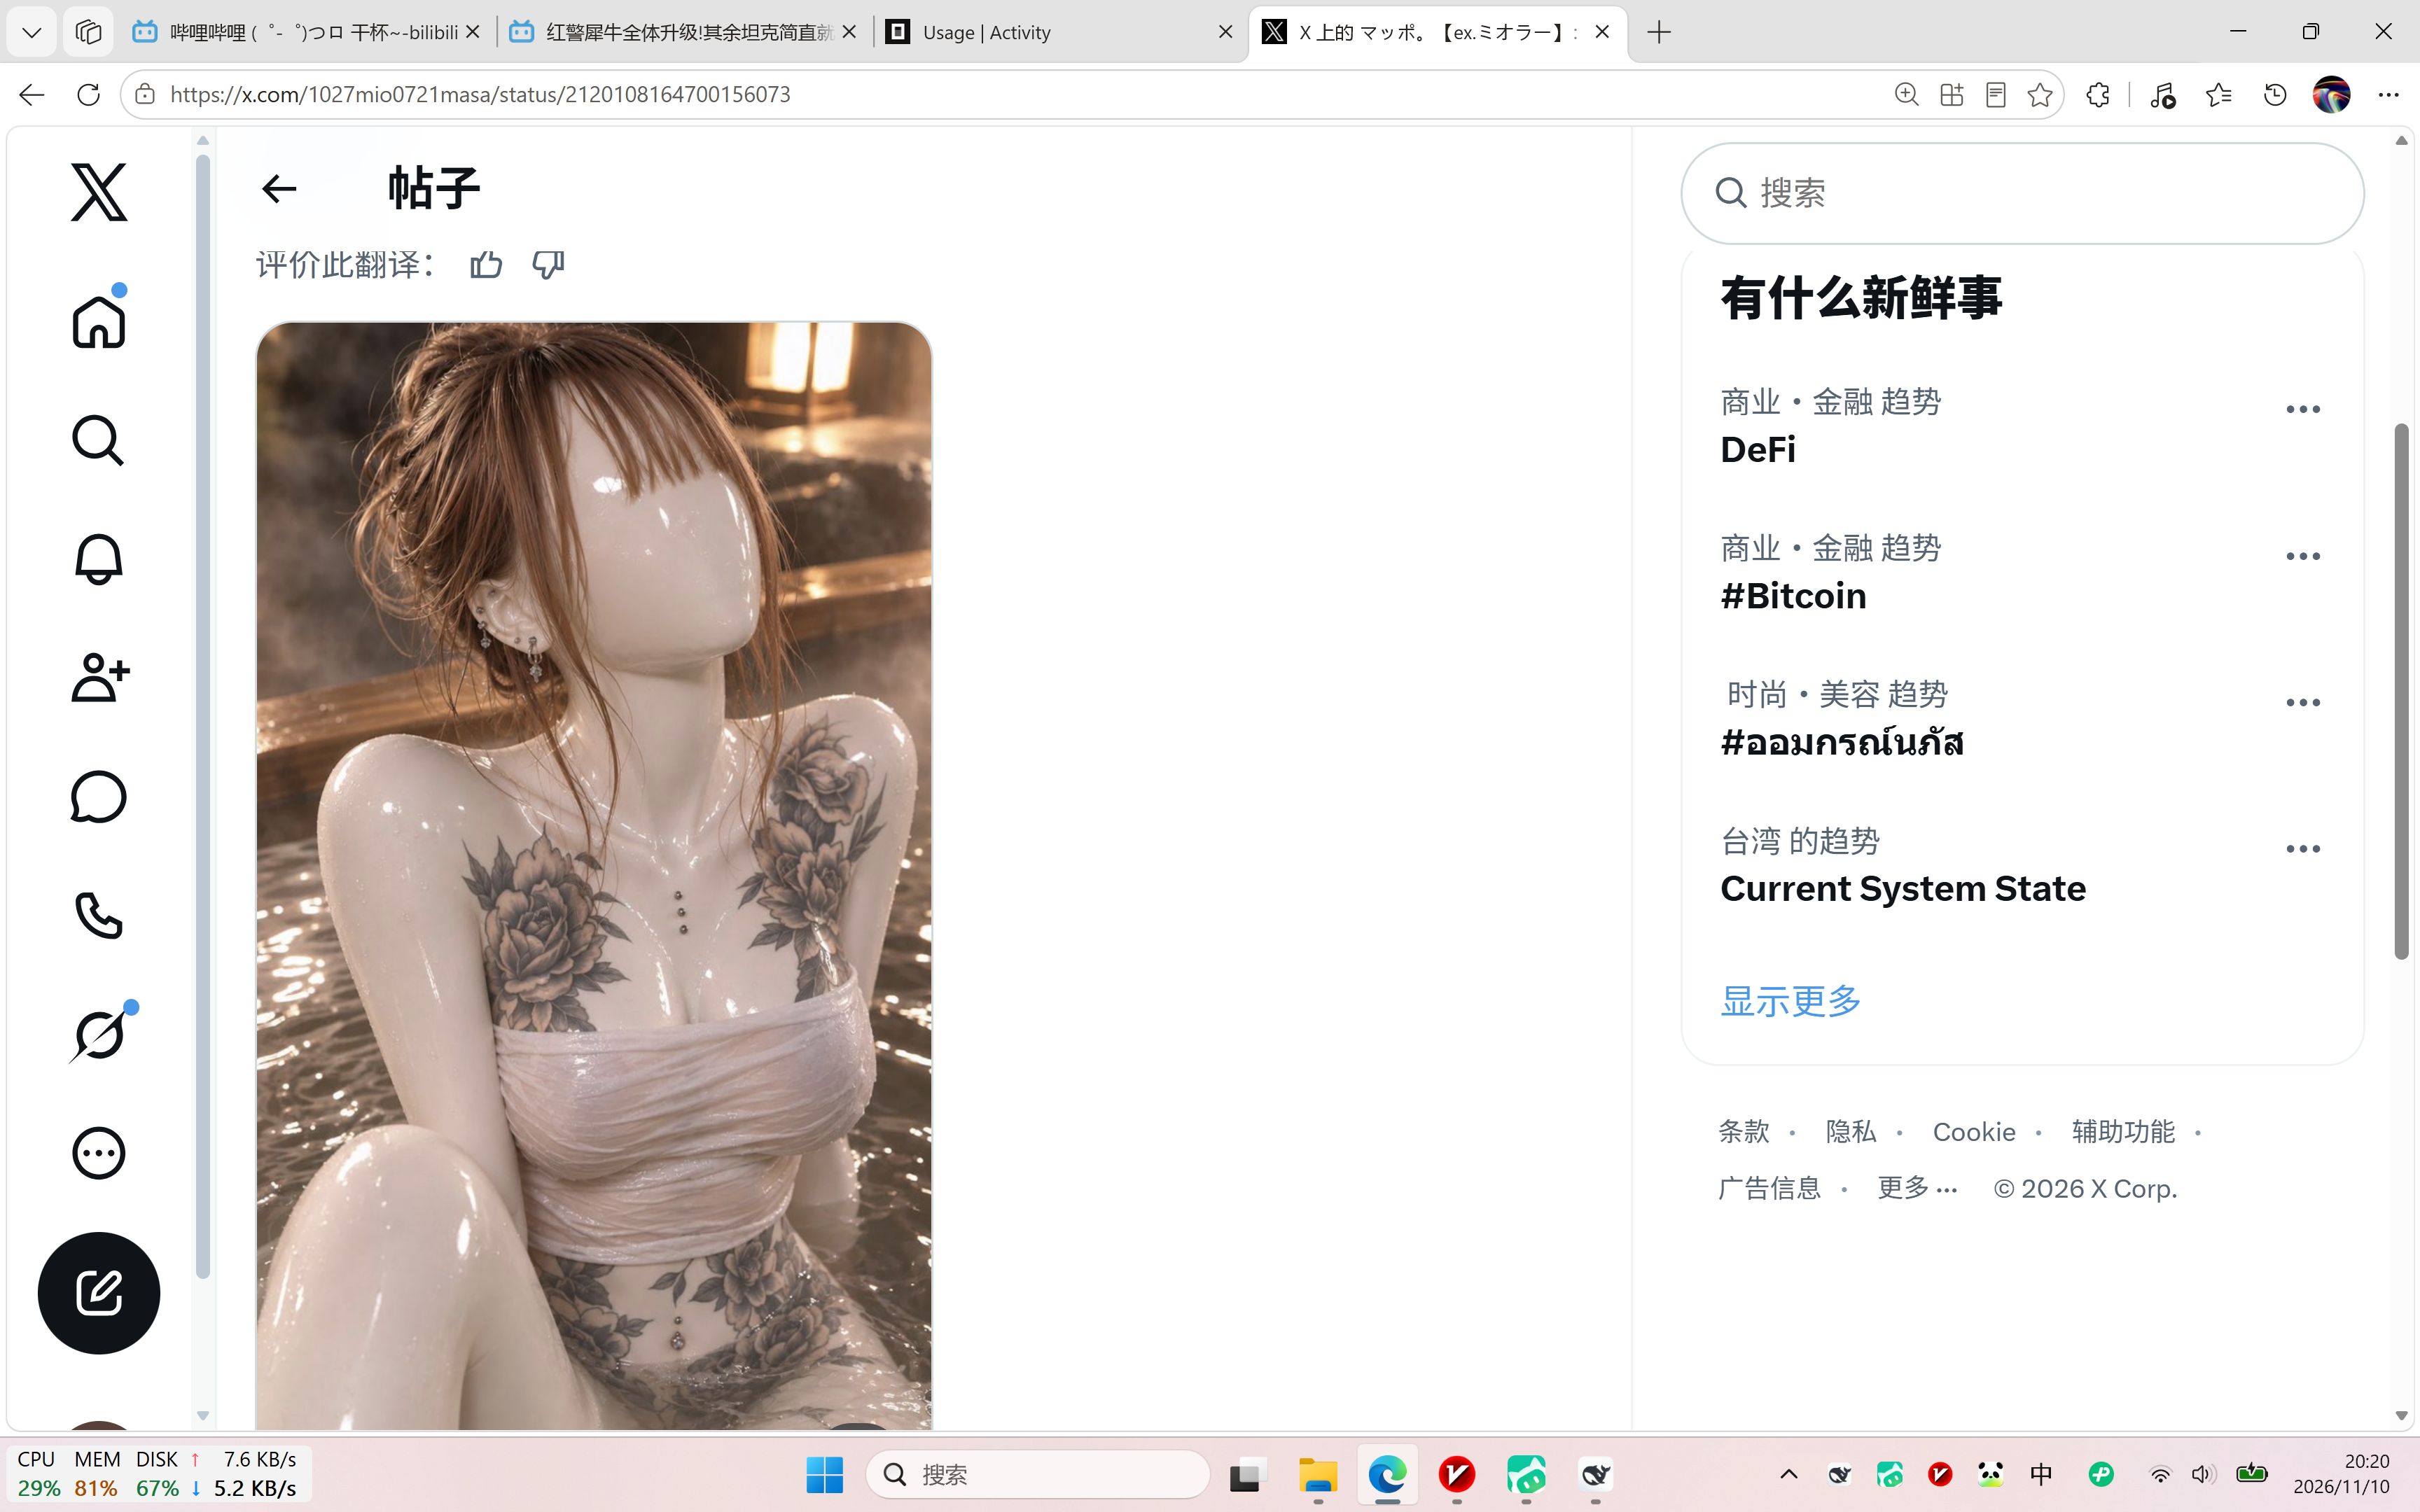 哔哩哔哩 (゜-゜)つロ 干杯~-bilibili
红警犀牛全体升级!其余坦克简直就
Usage | Activity
X 上的 マッポ。【ex.ミオラー】:
https://x.com/1027mio0721masa/status/2120108164700156073
帖子
评价此翻译：
搜索
有什么新鲜事
商业 · 金融 趋势
DeFi
商业 · 金融 趋势
#Bitcoin
时尚 · 美容 趋势
#ออมกรณ์นภัส
台湾 的趋势
Current System State
显示更多
条款 · 隐私 · Cookie · 辅助功能 ·
广告信息 · 更多 ··· © 2026 X Corp.
CPU MEM DISK ↑ 7.6 KB/s
29% 81% 67% ↓ 5.2 KB/s
搜索
中
20:20
2026/11/10